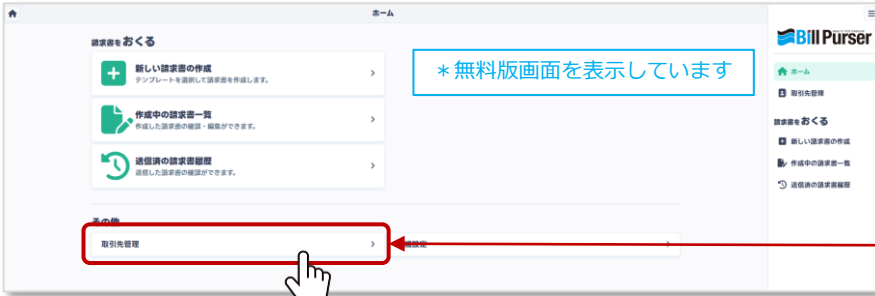 ホーム
請求書をおくる
新しい請求書の作成
テンプレートを選択して請求書を作成します。
作成中の請求書一覧
作成した請求書の確認・編集ができます。
送信済の請求書履歴
送信した請求書の確認ができます。
＊無料版画面を表示しています
その他
取引先管理
設定
Bill Purser
ホーム
取引先管理
請求書をおくる
新しい請求書の作成
作成中の請求書一覧
送信済の請求書履歴